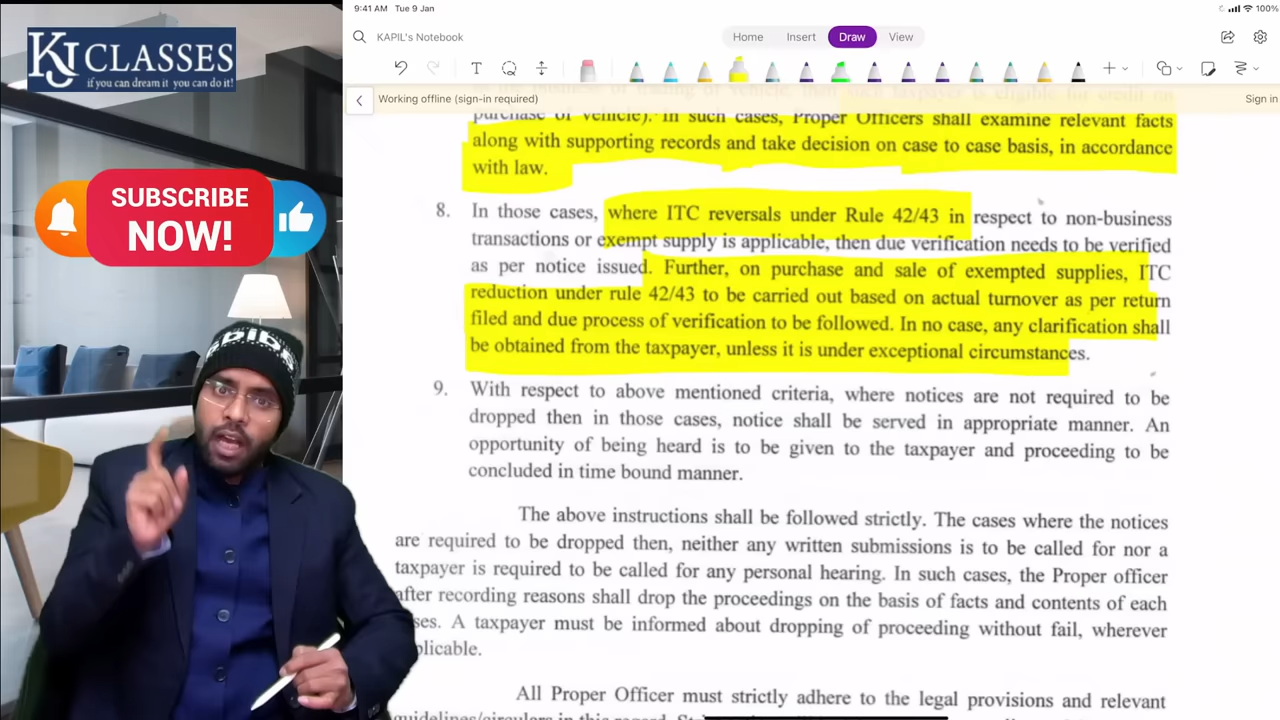 KJ CLASSES
if you can dream it you can do it!
SUBSCRIBE
NOW!
9:41 AM Tue 9 Jan
100%
KAPIL's Notebook
Home Insert Draw View
Working offline (sign-in required)
Sign in
purchase of vehicle). In such cases, Proper Officers shall examine relevant facts
along with supporting records and take decision on case to case basis, in accordance
with law.
8. In those cases, where ITC reversals under Rule 42/43 in respect to non-business
transactions or exempt supply is applicable, then due verification needs to be verified
as per notice issued. Further, on purchase and sale of exempted supplies, ITC
reduction under rule 42/43 to be carried out based on actual turnover as per return
filed and due process of verification to be followed. In no case, any clarification shall
be obtained from the taxpayer, unless it is under exceptional circumstances.
9. With respect to above mentioned criteria, where notices are not required to be
dropped then in those cases, notice shall be served in appropriate manner. An
opportunity of being heard is to be given to the taxpayer and proceeding to be
concluded in time bound manner.
The above instructions shall be followed strictly. The cases where the notices
are required to be dropped then, neither any written submissions is to be called for nor a
taxpayer is required to be called for any personal hearing. In such cases, the Proper officer
after recording reasons shall drop the proceedings on the basis of facts and contents of each
A taxpayer must be informed about dropping of proceeding without fail, wherever
All Proper Officer must strictly adhere to the legal provisions and relevant